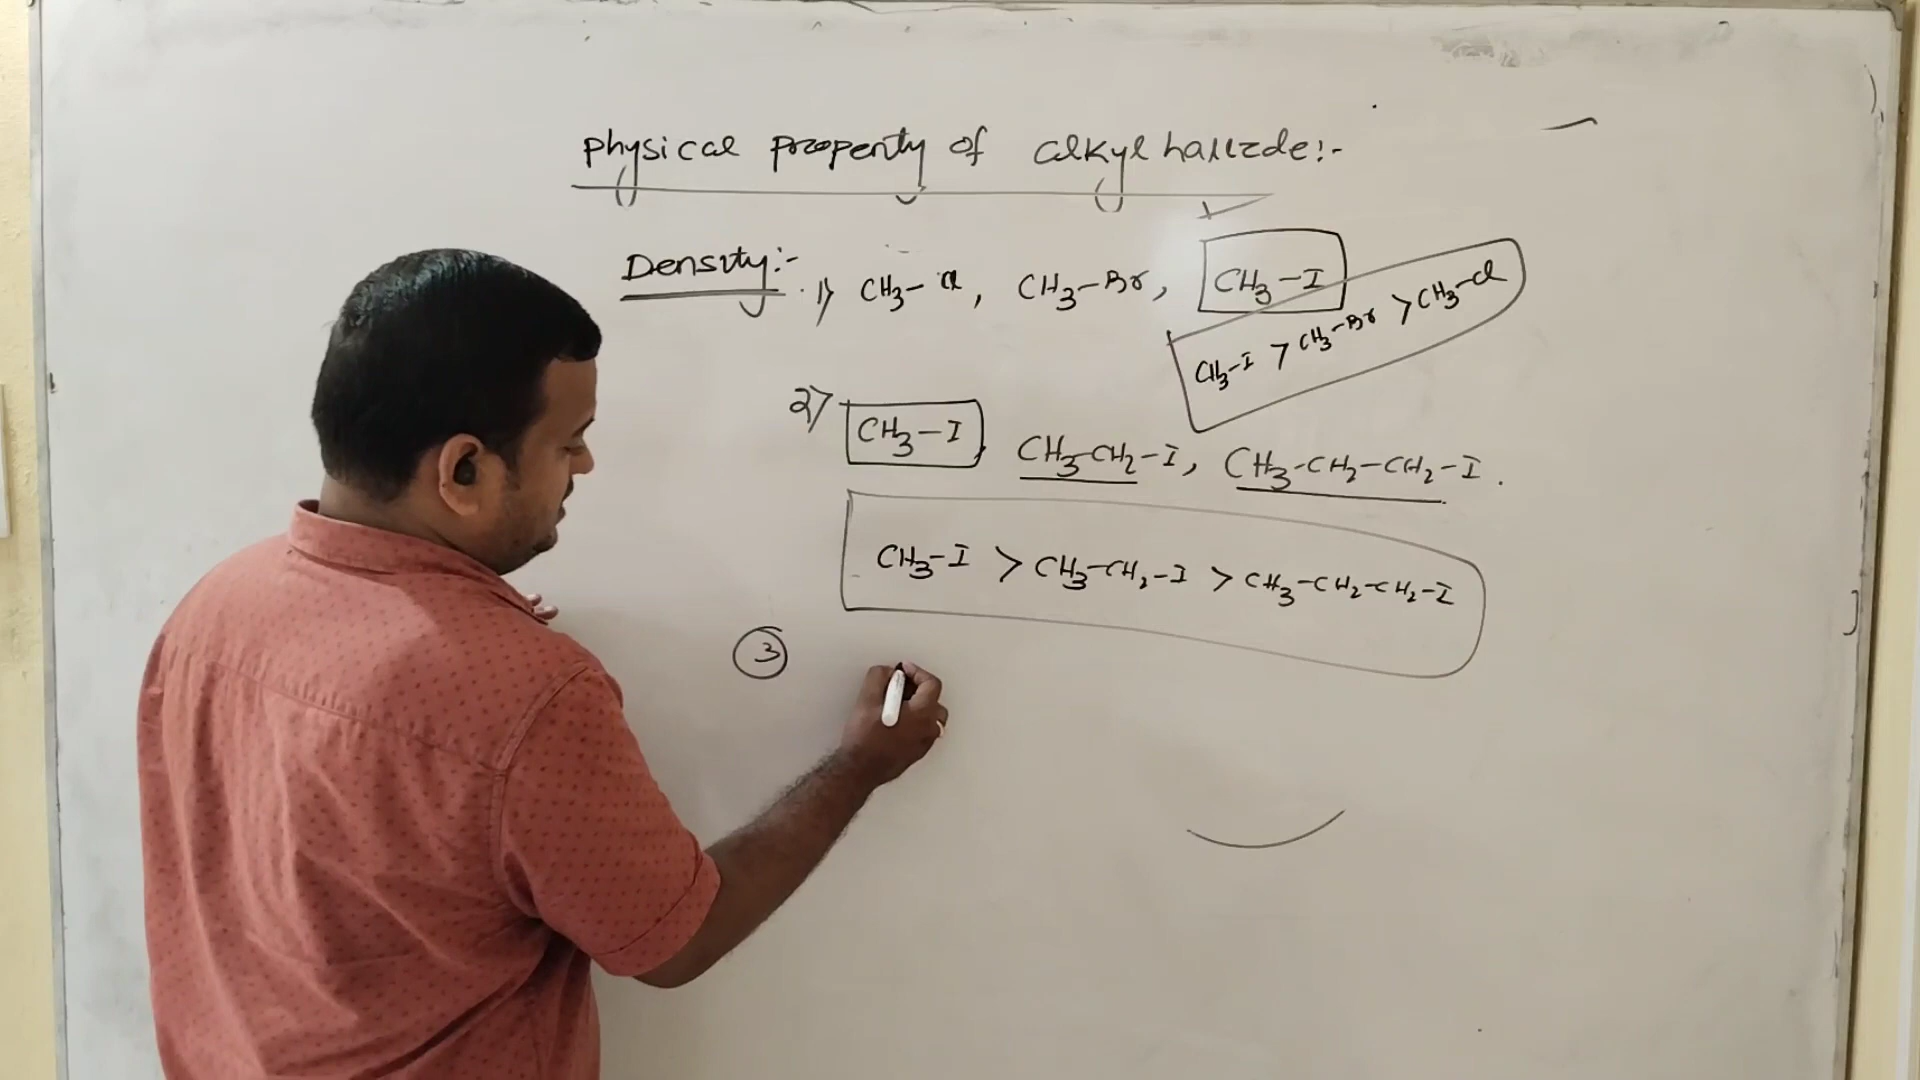 Physical property of alkyl halide:-
Density:- 1) CH3-Cl, CH3-Br, CH3-I
CH3-I > CH3-Br > CH3-Cl
2) CH3-I CH3-CH2-I, CH3-CH2-CH2-I.
CH3-I > CH3-CH2-I > CH3-CH2-CH2-I
3